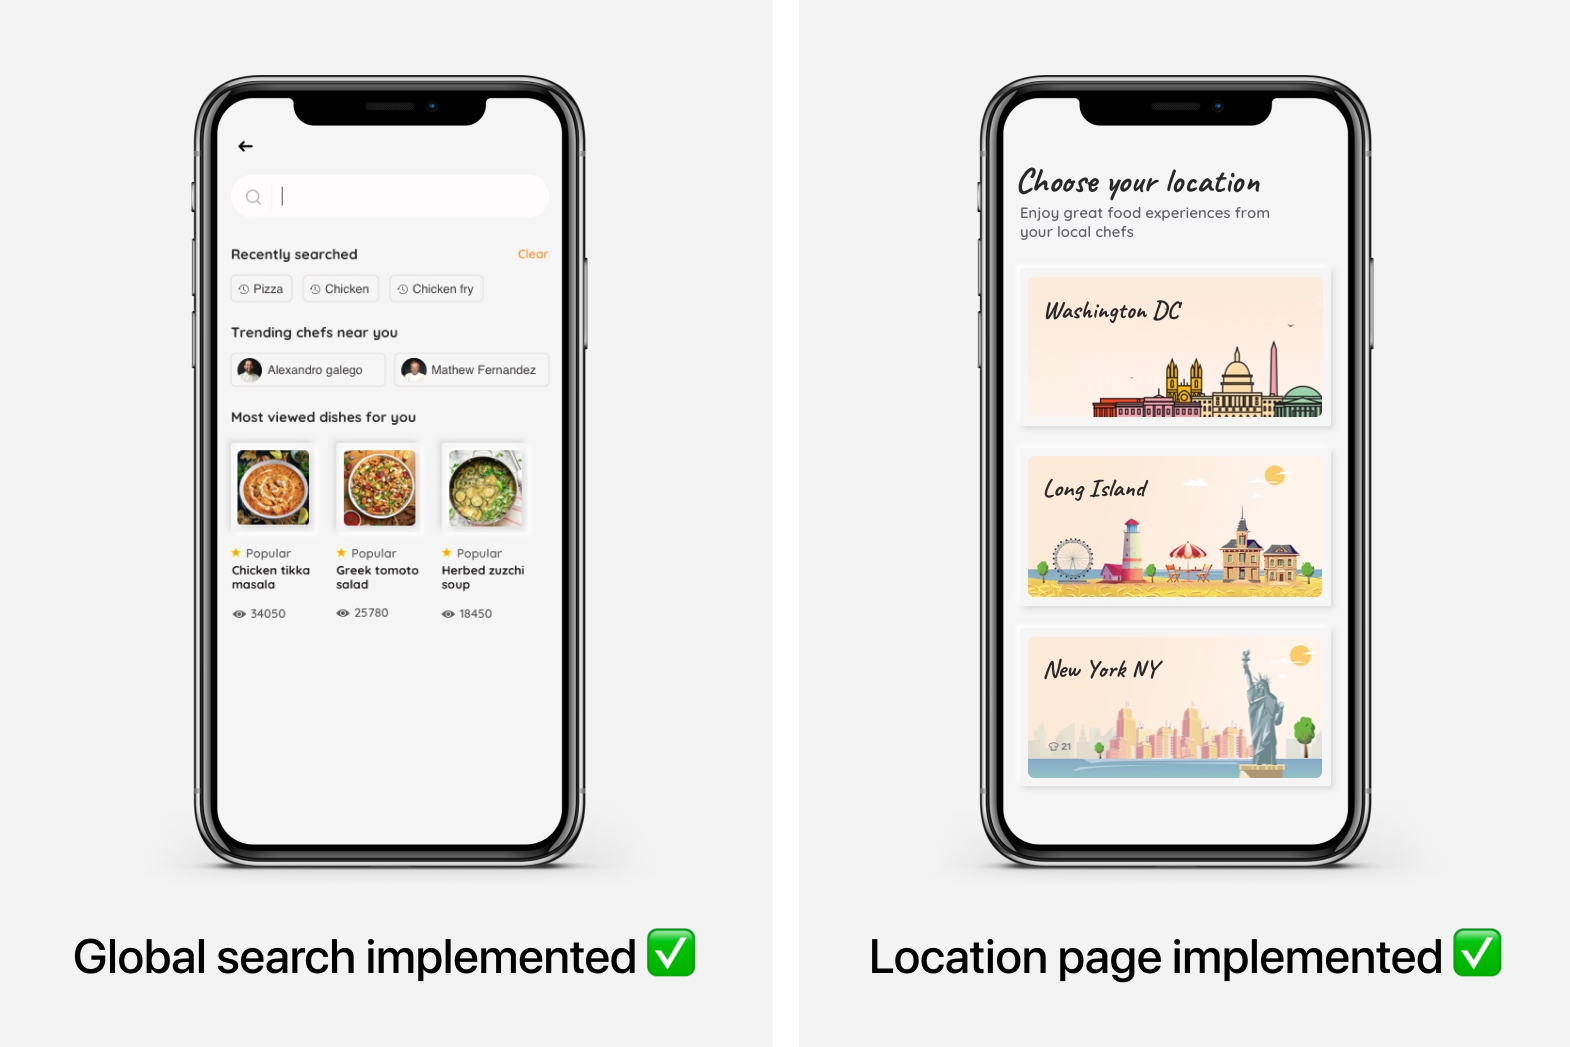 Recently searched Clear
Pizza Chicken Chicken fry
Trending chefs near you
Alexandro galego Mathew Fernandez
Most viewed dishes for you
Popular Popular Popular
Chicken tikka Greek tomoto Herbed zuzchi
masala salad soup
34050 25780 18450
Global search implemented ✅
Choose your location
Enjoy great food experiences from
your local chefs
Washington DC
Long Island
New York NY
21
Location page implemented ✅